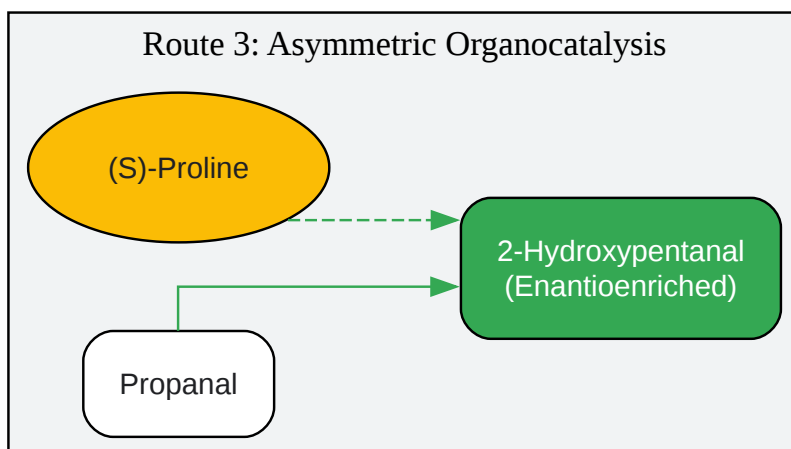 Route 3: Asymmetric Organocatalysis
(S)-Proline
2-Hydroxypentanal
(Enantioenriched)
Propanal